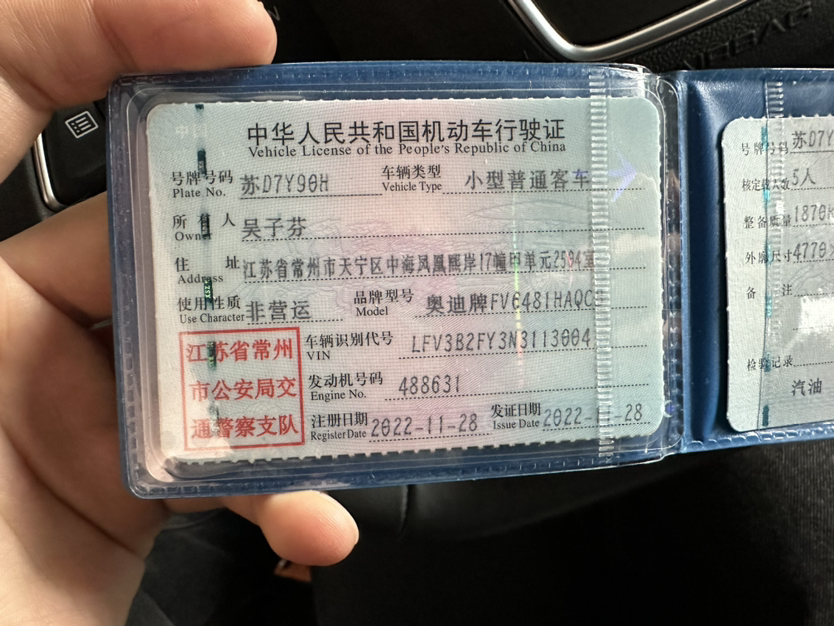 中华人民共和国机动车行驶证
Vehicle License of the People's Republic of China
号牌号码 苏D7Y90H 车辆类型 小型普通客车
Plate No. Vehicle Type
所有人 吴子芬
Owner
住址 江苏省常州市天宁区中海凤凰熙岸17幢甲单元2504室
Address
使用性质 非营运 品牌型号 奥迪牌FV6481HAQC
Use Character Model
江苏省常州
市公安局交
通警察支队
车辆识别代号 LFV3B2FY3N3113004
VIN
发动机号码 488631
Engine No.
注册日期 2022-11-28 发证日期 2022-11-28
Register Date Issue Date
号牌号码 苏D7Y
核定载人数 5人
整备质量 1870
外廓尺寸 4770
备注
检验记录
汽油